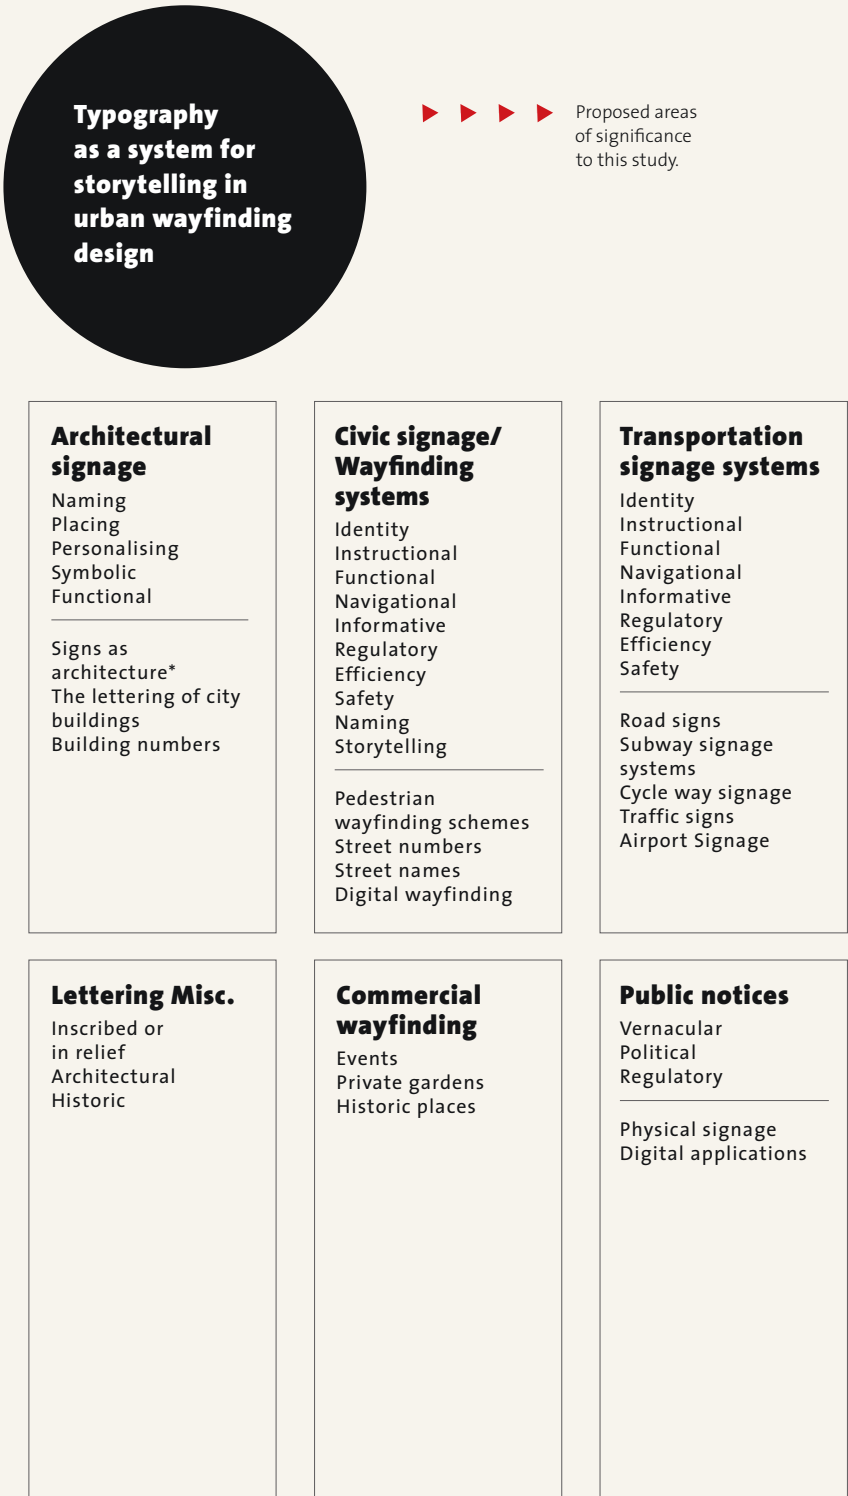 Typography
as a system for
storytelling in
urban wayfinding
design
Proposed areas
of significance
to this study.
Architectural
signage
Naming
Placing
Personalising
Symbolic
Functional
Signs as
architecture*
The lettering of city
buildings
Building numbers
Civic signage/
Wayfinding
systems
Identity
Instructional
Functional
Navigational
Informative
Regulatory
Efficiency
Safety
Naming
Storytelling
Pedestrian
wayfinding schemes
Street numbers
Street names
Digital wayfinding
Transportation
signage systems
Identity
Instructional
Functional
Navigational
Informative
Regulatory
Efficiency
Safety
Road signs
Subway signage
systems
Cycle way signage
Traffic signs
Airport Signage
Lettering Misc.
Inscribed or
in relief
Architectural
Historic
Commercial
wayfinding
Events
Private gardens
Historic places
Public notices
Vernacular
Political
Regulatory
Physical signage
Digital applications